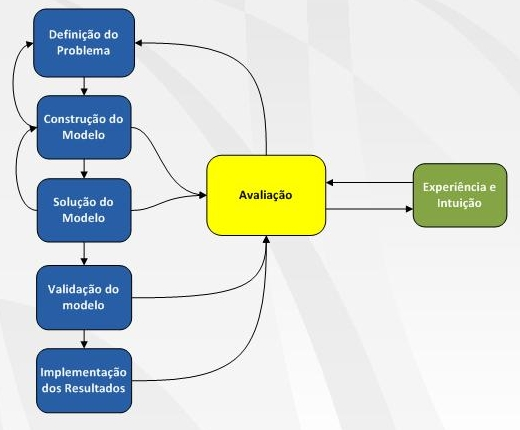 Definição do
Problema
Construção do
Modelo
Solução do
Modelo
Validação do
modelo
Implementação
dos Resultados
Avaliação
Experiência e
Intuição